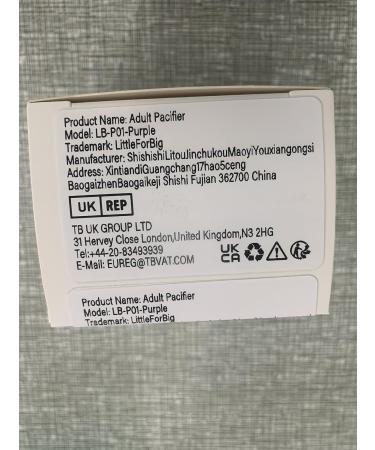 Product Name: Adult Pacifier
Model: LB-P01-Purple
Trademark: LittleForBig
Manufacturer: ShishishiLitouJinchukouMaoyiYouxiangongsi
Address: XintiandiGuangchang17hao5ceng
BaogaizhenBaogaikeji Shishi Fujian 362700 China
UK REP
TB UK GROUP LTD
31 Hervey Close London,United Kingdom,N3 2HG
Tel:+44-20-83493939
E-Mail: EUREG@TBVAT.COM
UK
CA
Product Name: Adult Pacifier
Model: LB-P01-Purple
Trademark: LittleForBig